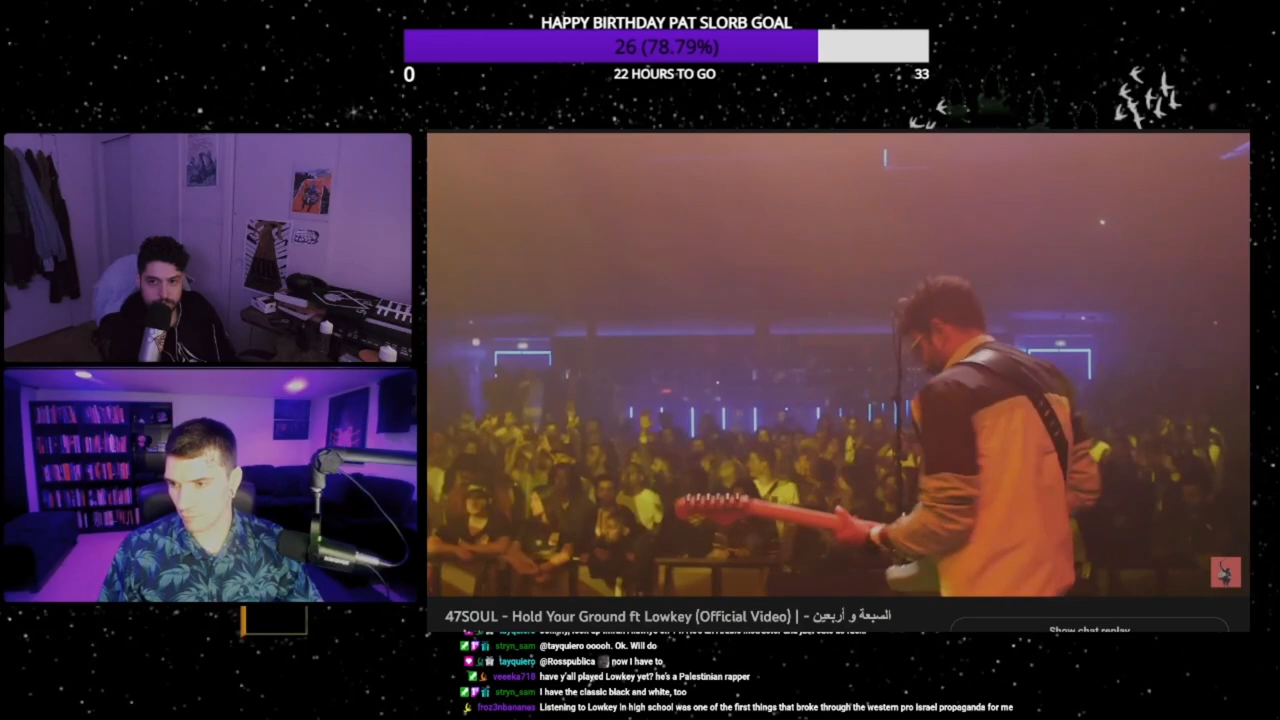 HAPPY BIRTHDAY PAT SLORB GOAL
26 (78.79%)
0
22 HOURS TO GO
33
47SOUL - Hold Your Ground ft Lowkey (Official Video) | - السبعة و أربعين
Show chat replay
stryn_sam @tayquiero ooooh. Ok. Will do
tayquiero @Rosspublica now I have to
veeeka718 have y'all played Lowkey yet? he's a Palestinian rapper
stryn_sam I have the classic black and white, too
froz3nbananas Listening to Lowkey in high school was one of the first things that broke through the western pro Israel propaganda for me